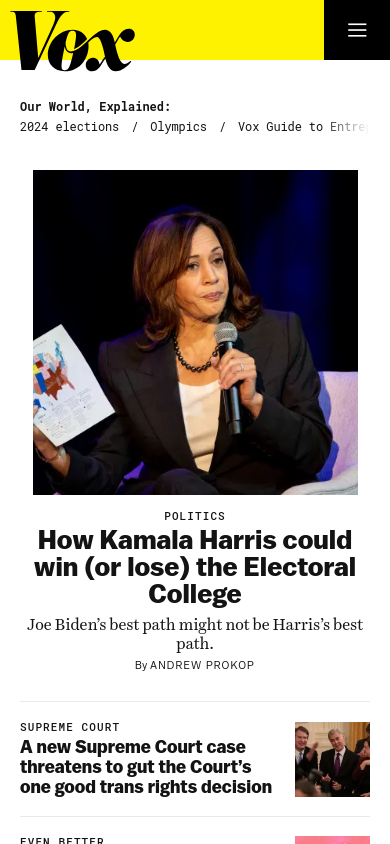 Vox
Our World, Explained:
2024 elections / Olympics / Vox Guide to
POLITICS
How Kamala Harris could
win (or lose) the Electoral
College
Joe Biden’s best path might not be Harris’s best
path.
By ANDREW PROKOP
SUPREME COURT
A new Supreme Court case
threatens to gut the Court’s
one good trans rights decision
EVEN BETTER